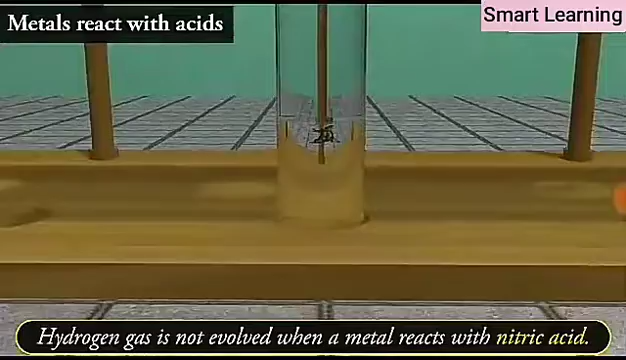 Metals react with acids
Smart Learning
Hydrogen gas is not evolved when a metal reacts with nitric acid.